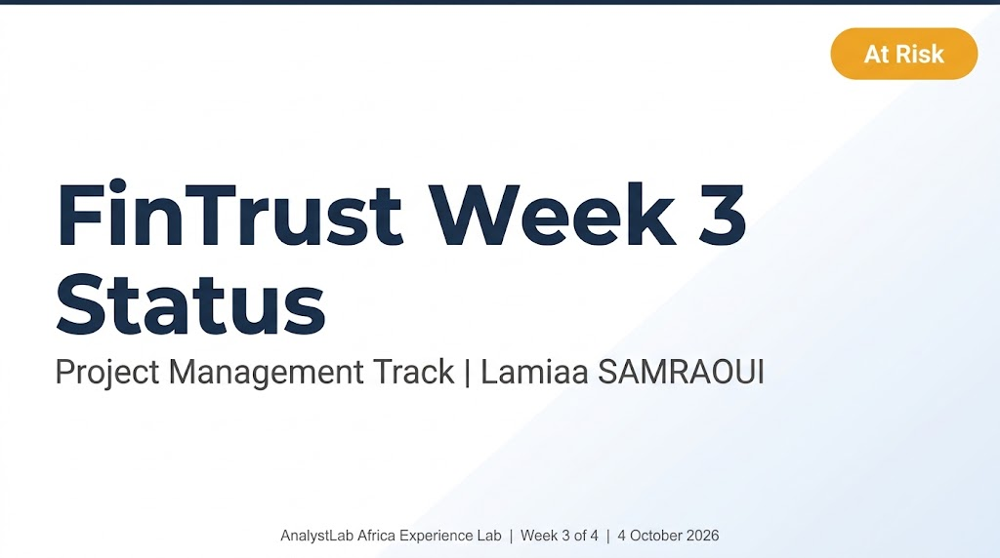 At Risk
FinTrust Week 3
Status
Project Management Track | Lamiaa SAMRAOUI
AnalystLab Africa Experience Lab | Week 3 of 4 | 4 October 2026